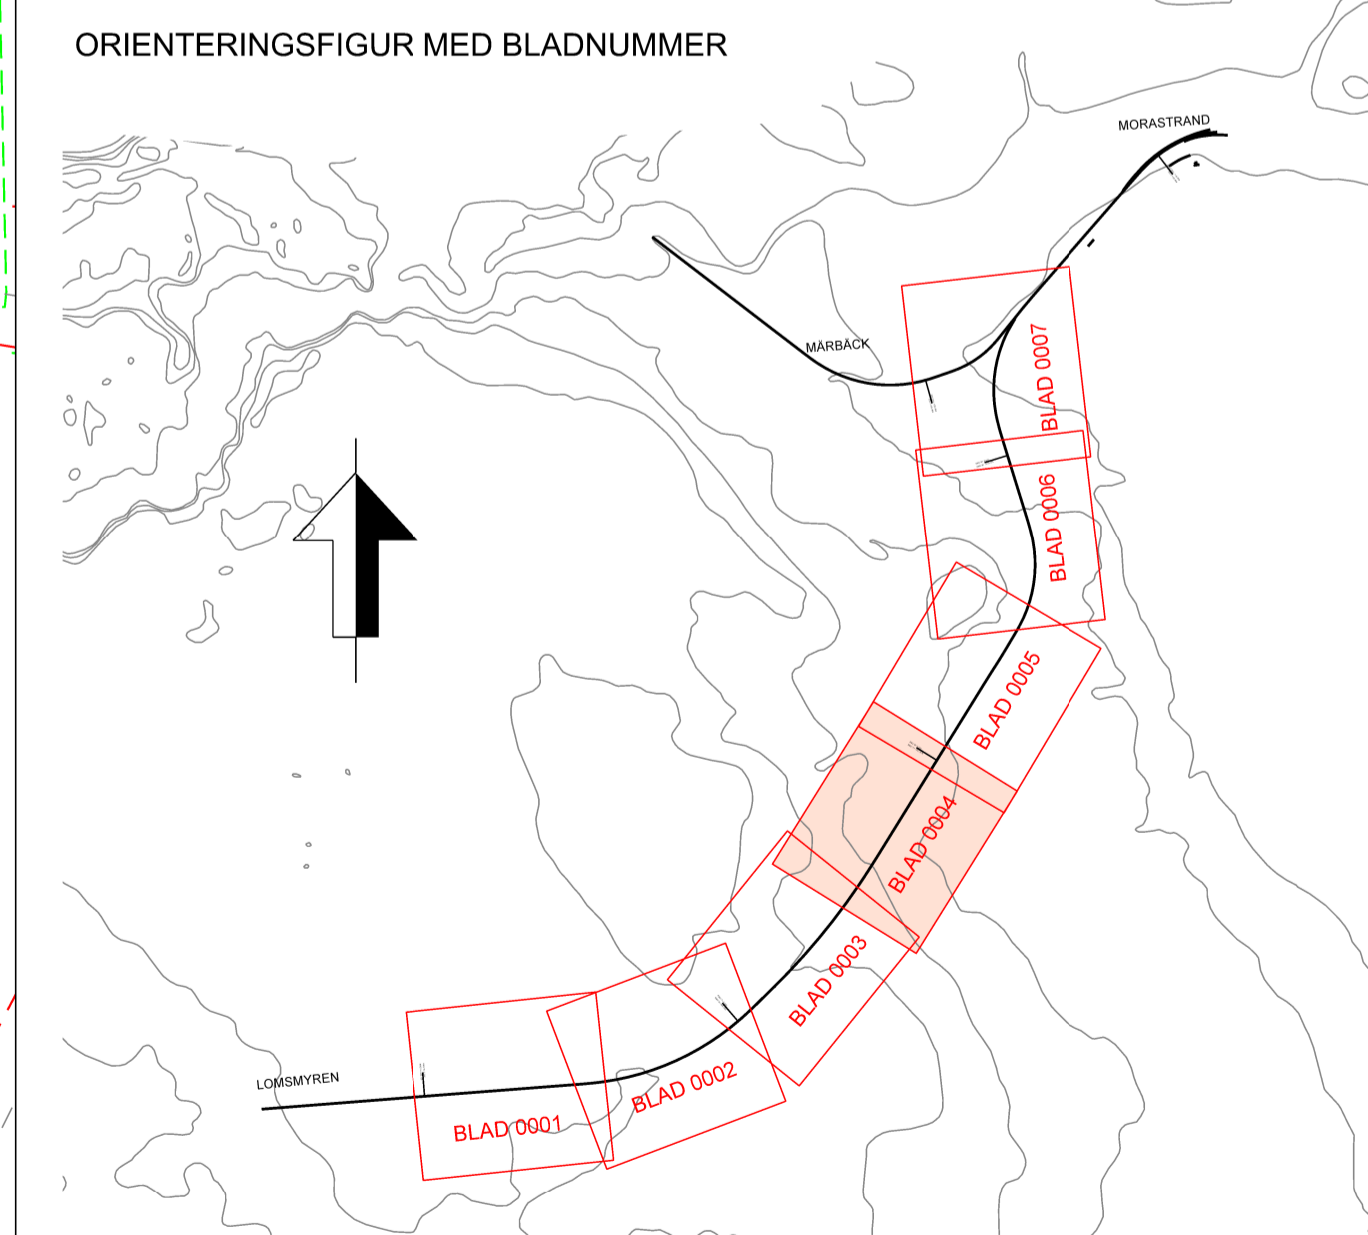 ORIENTERINGSFIGUR MED BLADNUMMER
MORASTRAND
MÄRBÄCK
BLAD 0007
BLAD 0006
BLAD 0005
BLAD 0004
BLAD 0003
BLAD 0002
BLAD 0001
LOMSMYREN